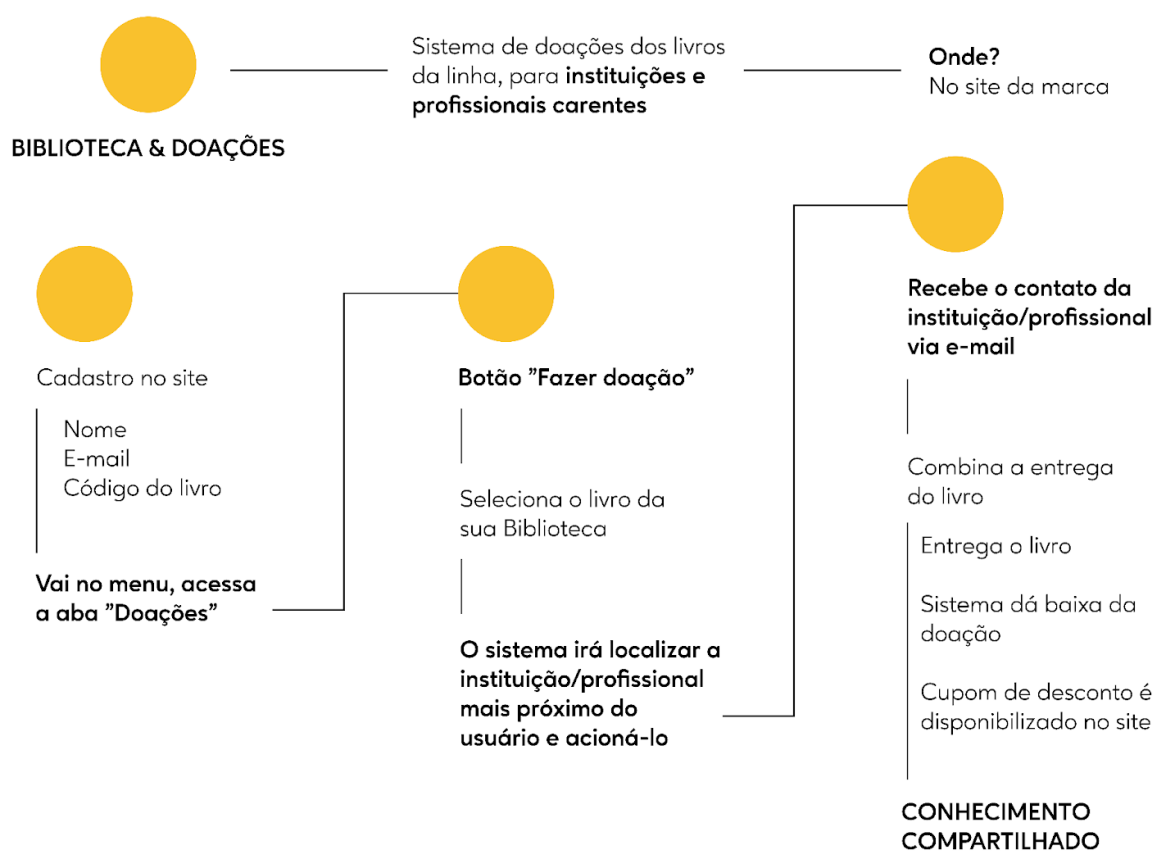 BIBLIOTECA & DOAÇÕES
Sistema de doações dos livros
da linha, para instituições e
profissionais carentes
Onde?
No site da marca
Cadastro no site
Nome
E-mail
Código do livro
Vai no menu, acessa
a aba "Doações"
Botão "Fazer doação"
Seleciona o livro da
sua Biblioteca
O sistema irá localizar a
instituição/profissional
mais próximo do
usuário e acioná-lo
Recebe o contato da
instituição/profissional
via e-mail
Combina a entrega
do livro
Entrega o livro
Sistema dá baixa da
doação
Cupom de desconto é
disponibilizado no site
CONHECIMENTO
COMPARTILHADO